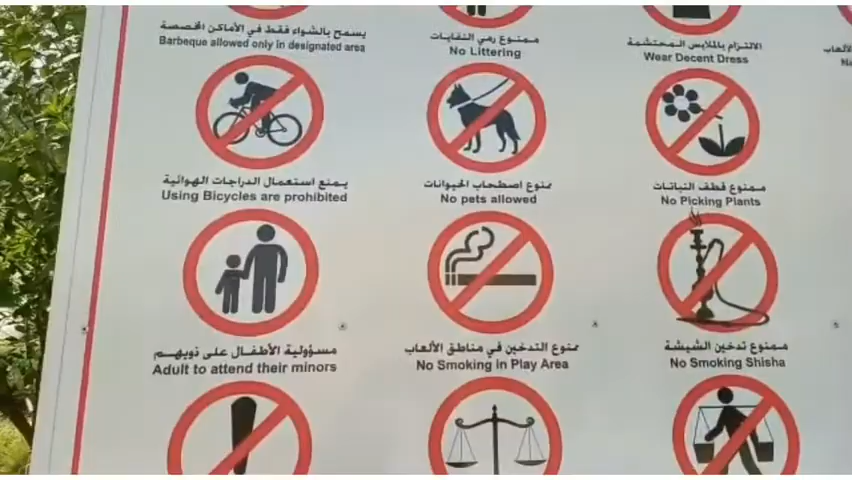 يسمح بالشواء فقط في الأماكن المخصصة
Barbeque allowed only in designated area
ممنوع رمي النفايات
No Littering
الالتزام بالملابس المحتشمة
Wear Decent Dress
يمنع استعمال الدراجات الهوائية
Using Bicycles are prohibited
ممنوع اصطحاب الحيوانات
No pets allowed
ممنوع قطف النباتات
No Picking Plants
مسؤولية الأطفال على ذويهم
Adult to attend their minors
ممنوع التدخين في مناطق الألعاب
No Smoking in Play Area
ممنوع تدخين الشيشة
No Smoking Shisha